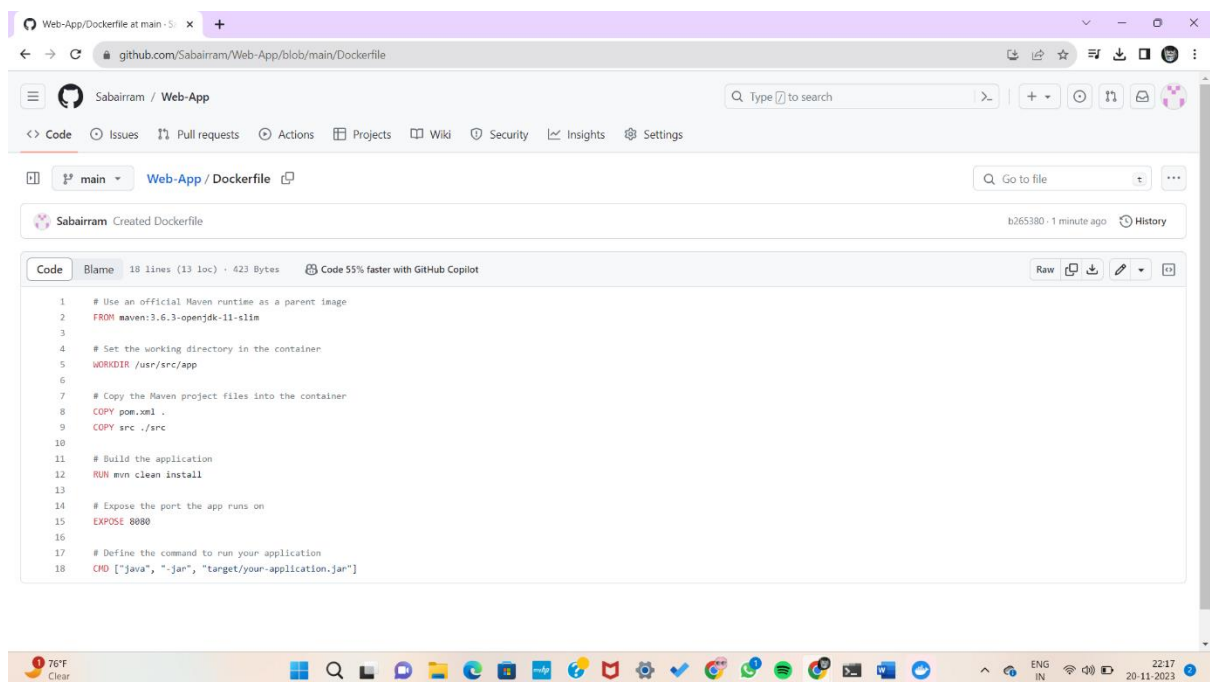 Web-App/Dockerfile at main · S
github.com/Sabairram/Web-App/blob/main/Dockerfile
Sabairram / Web-App
Type / to search
Code Issues Pull requests Actions Projects Wiki Security Insights Settings
main Web-App / Dockerfile
Go to file t
Sabairram Created Dockerfile b265380 · 1 minute ago History
Code Blame 18 lines (13 loc) · 423 Bytes Code 55% faster with GitHub Copilot Raw
1 # Use an official Maven runtime as a parent image
2 FROM maven:3.6.3-openjdk-11-slim
3
4 # Set the working directory in the container
5 WORKDIR /usr/src/app
6
7 # Copy the Maven project files into the container
8 COPY pom.xml .
9 COPY src ./src
10
11 # Build the application
12 RUN mvn clean install
13
14 # Expose the port the app runs on
15 EXPOSE 8080
16
17 # Define the command to run your application
18 CMD ["java", "-jar", "target/your-application.jar"]
1 76°F
Clear
ENG
IN
22:17
20-11-2023
2